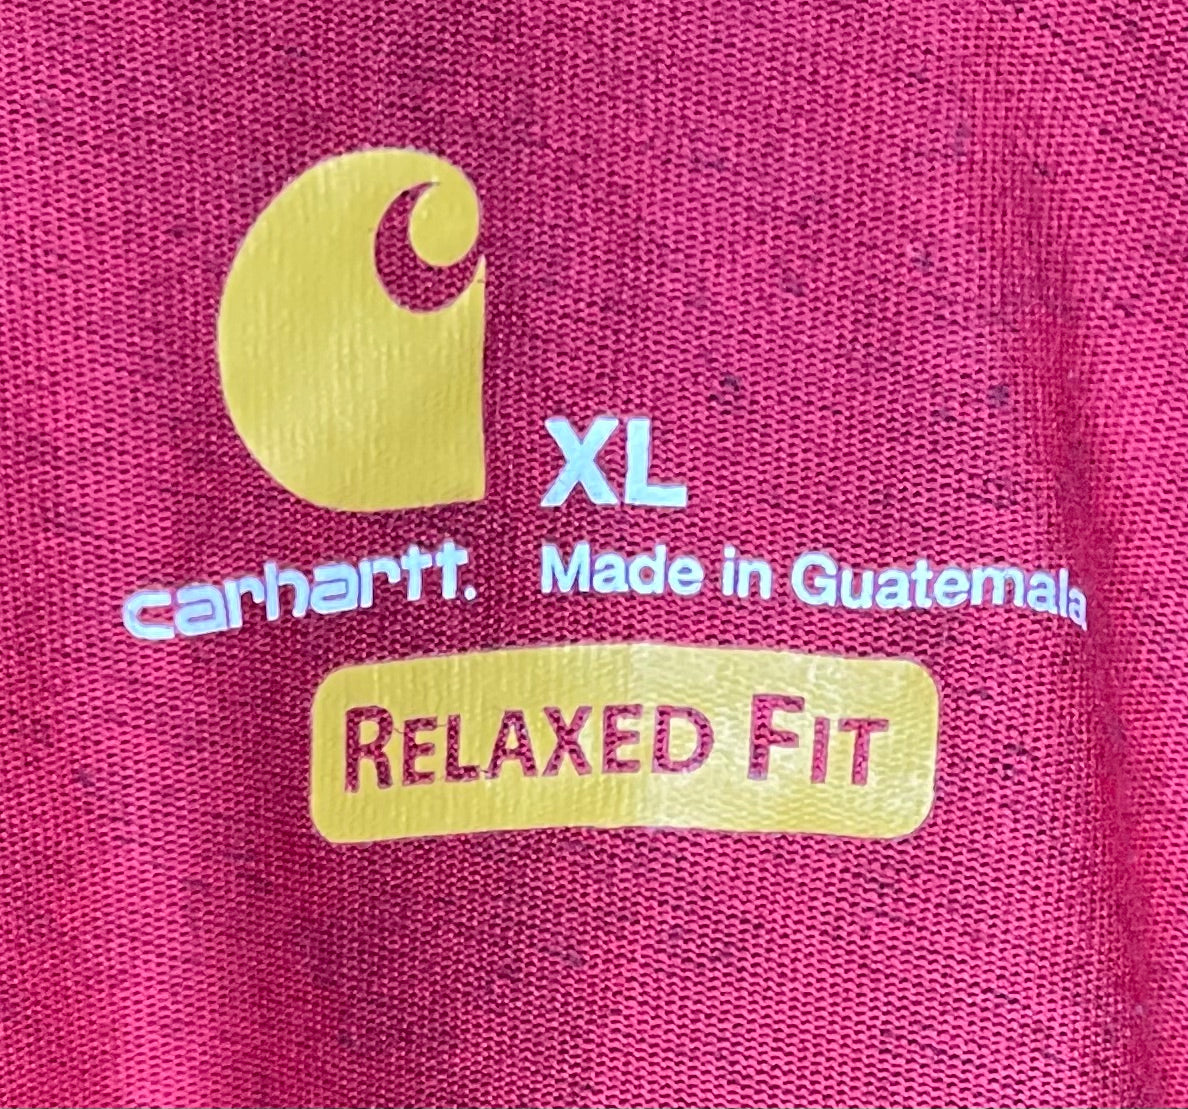 XL
carhartt.
Made in Guatemala
RELAXED FIT